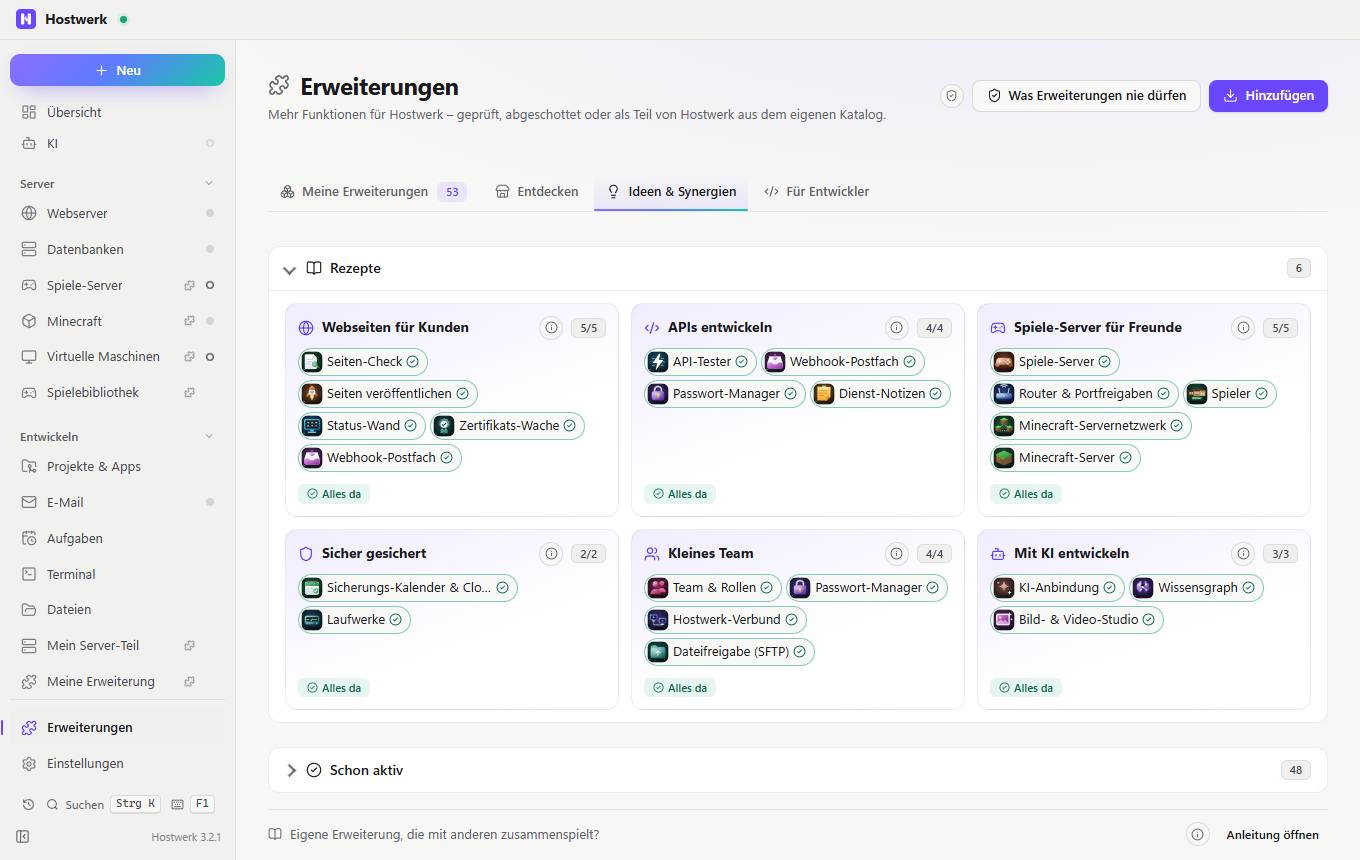 Hostwerk
Neu
Übersicht
KI
Server
Webserver
Datenbanken
Spiele-Server
Minecraft
Virtuelle Maschinen
Spielebibliothek
Entwickeln
Projekte & Apps
E-Mail
Aufgaben
Terminal
Dateien
Mein Server-Teil
Meine Erweiterung
Erweiterungen
Einstellungen
Suchen Strg K F1
Hostwerk 3.2.1
Erweiterungen
Mehr Funktionen für Hostwerk – geprüft, abgeschottet oder als Teil von Hostwerk aus dem eigenen Katalog.
Was Erweiterungen nie dürfen
Hinzufügen
Meine Erweiterungen 53
Entdecken
Ideen & Synergien
Für Entwickler
Rezepte 6
Webseiten für Kunden 5/5
Seiten-Check
Seiten veröffentlichen
Status-Wand Zertifikats-Wache
Webhook-Postfach
Alles da
APIs entwickeln 4/4
API-Tester Webhook-Postfach
Passwort-Manager Dienst-Notizen
Alles da
Spiele-Server für Freunde 5/5
Spiele-Server
Router & Portfreigaben Spieler
Minecraft-Servernetzwerk
Minecraft-Server
Alles da
Sicher gesichert 2/2
Sicherungs-Kalender & Clo...
Laufwerke
Alles da
Kleines Team 4/4
Team & Rollen Passwort-Manager
Hostwerk-Verbund
Dateifreigabe (SFTP)
Alles da
Mit KI entwickeln 3/3
KI-Anbindung Wissensgraph
Bild- & Video-Studio
Alles da
Schon aktiv 48
Eigene Erweiterung, die mit anderen zusammenspielt?
Anleitung öffnen